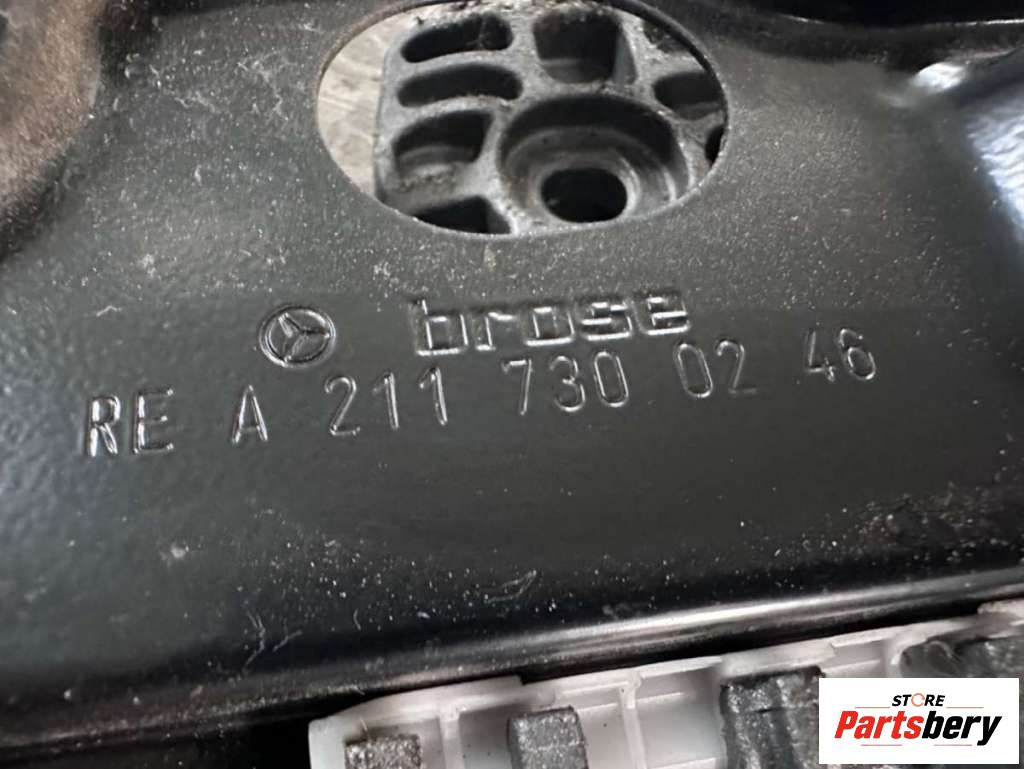 brose
RE A 211 730 02 46
STORE
Partsbery